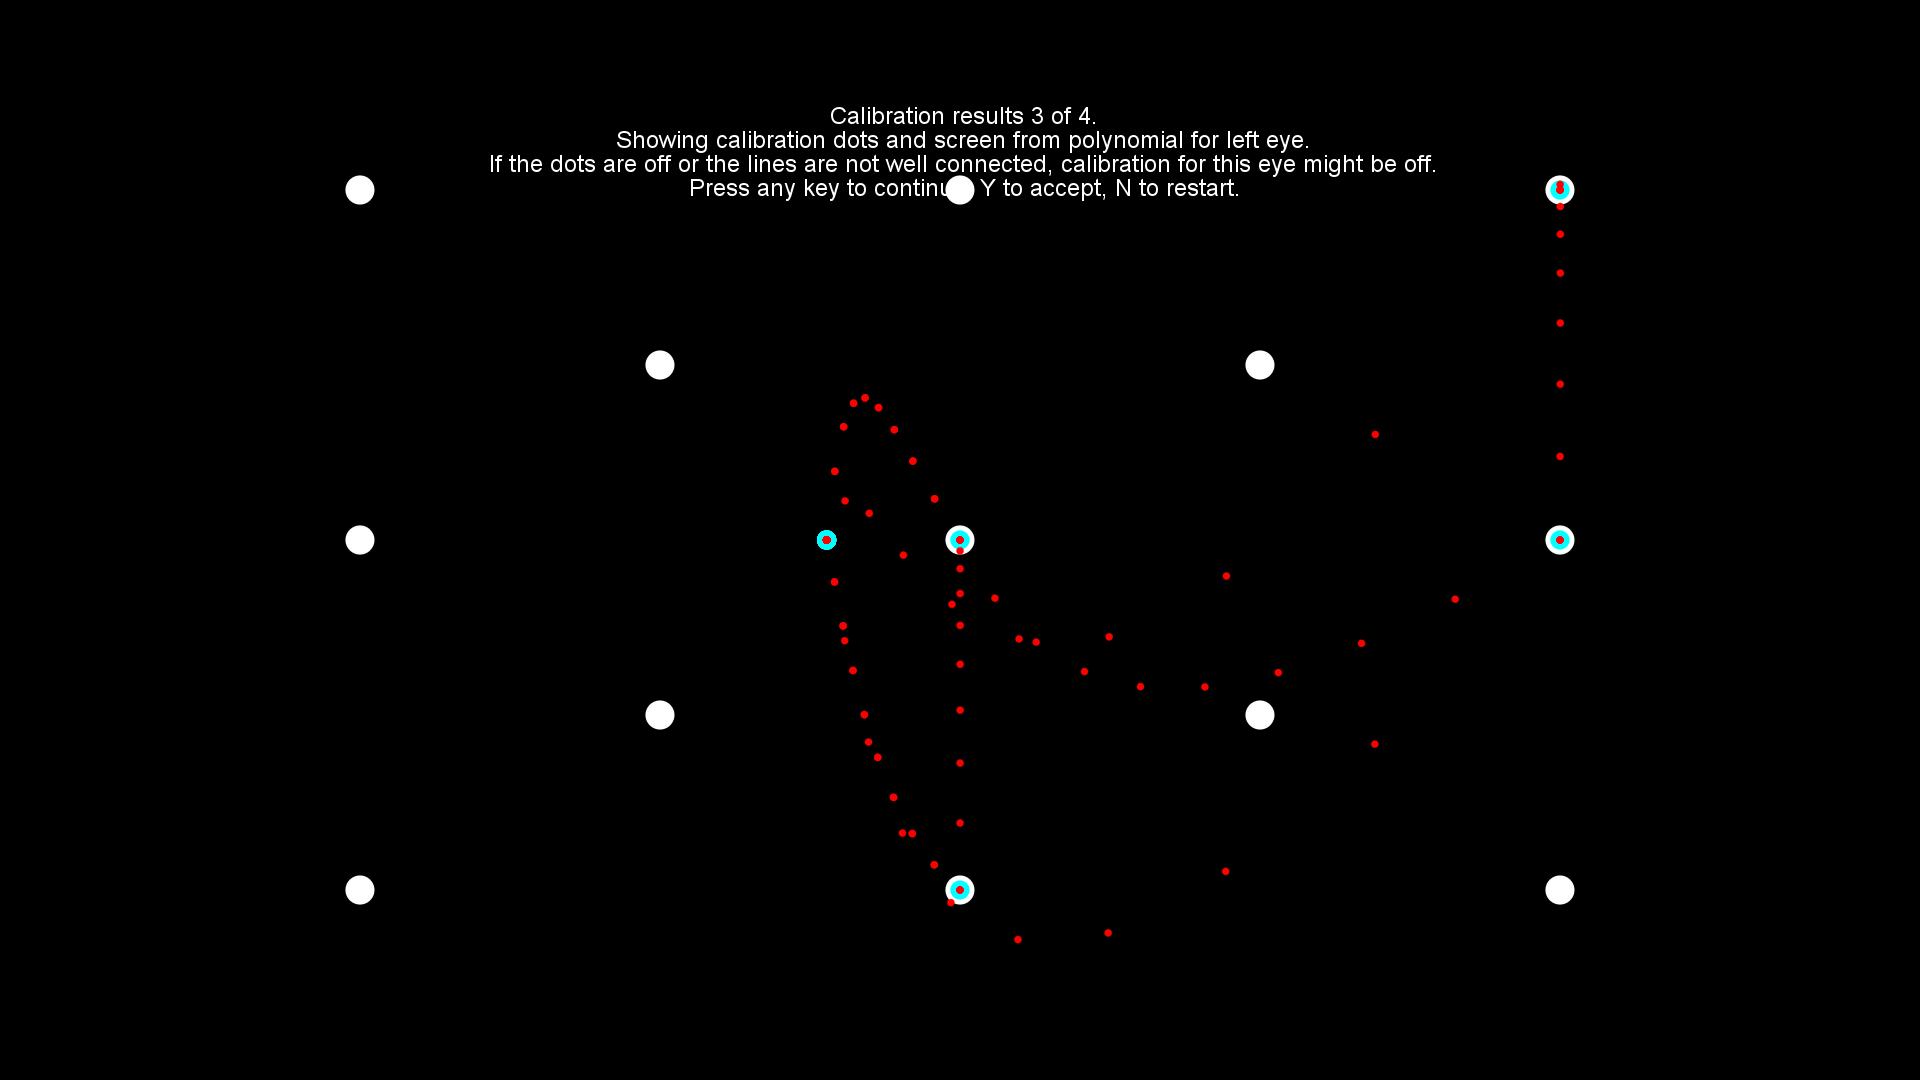 Calibration results 3 of 4.
Showing calibration dots and screen from polynomial for left eye.
If the dots are off or the lines are not well connected, calibration for this eye might be off.
Press any key to continu Y to accept, N to restart.